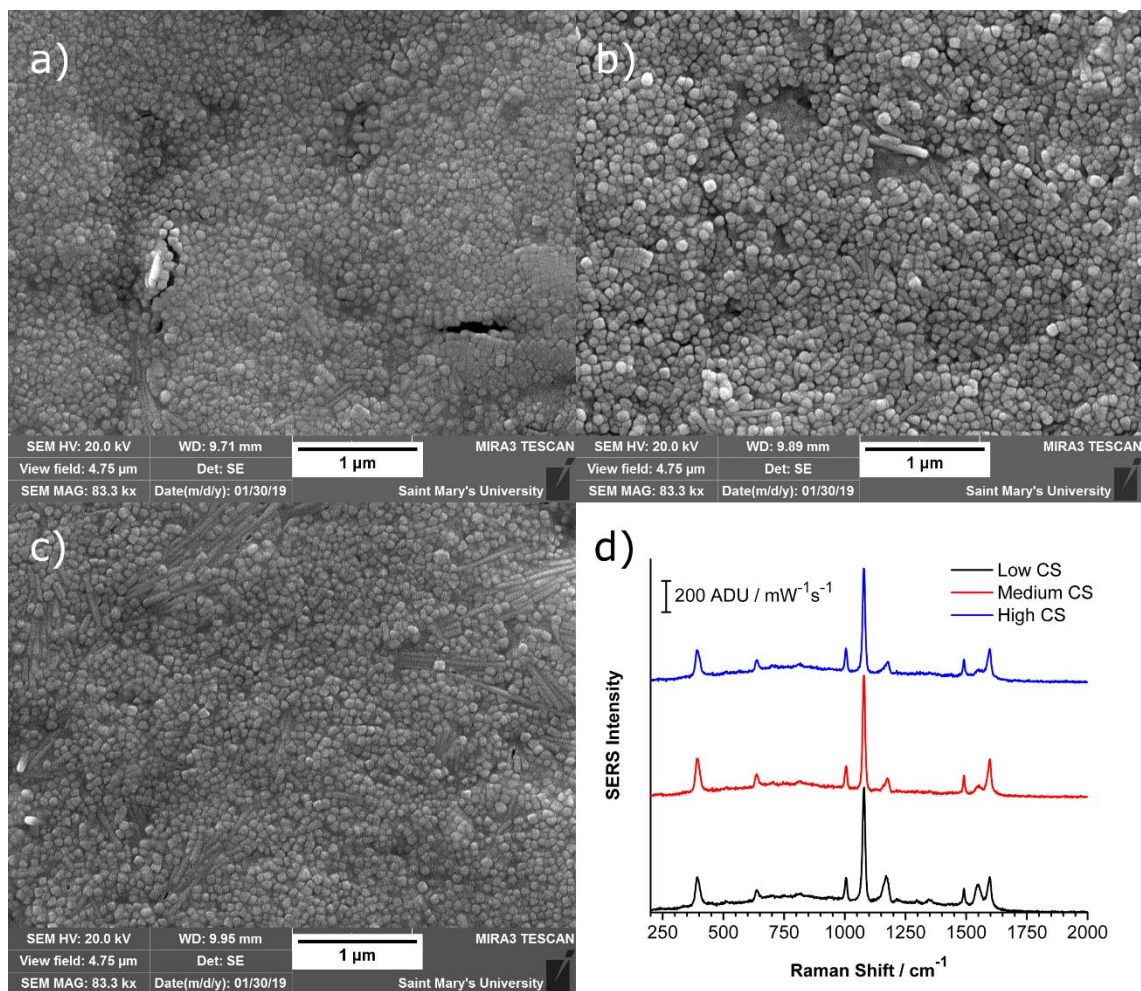 a)
SEM HV: 20.0 kV WD: 9.71 mm MIRA3 TESCAN
View field: 4.75 µm Det: SE 1 µm
SEM MAG: 83.3 kx Date(m/d/y): 01/30/19 Saint Mary's University
b)
SEM HV: 20.0 kV WD: 9.89 mm MIRA3 TESCAN
View field: 4.75 µm Det: SE 1 µm
SEM MAG: 83.3 kx Date(m/d/y): 01/30/19 Saint Mary's University
c)
SEM HV: 20.0 kV WD: 9.95 mm MIRA3 TESCAN
View field: 4.75 µm Det: SE 1 µm
SEM MAG: 83.3 kx Date(m/d/y): 01/30/19 Saint Mary's University
d)
200 ADU / mW⁻¹s⁻¹
Low CS
Medium CS
High CS
SERS Intensity
250 500 750 1000 1250 1500 1750 2000
Raman Shift / cm⁻¹